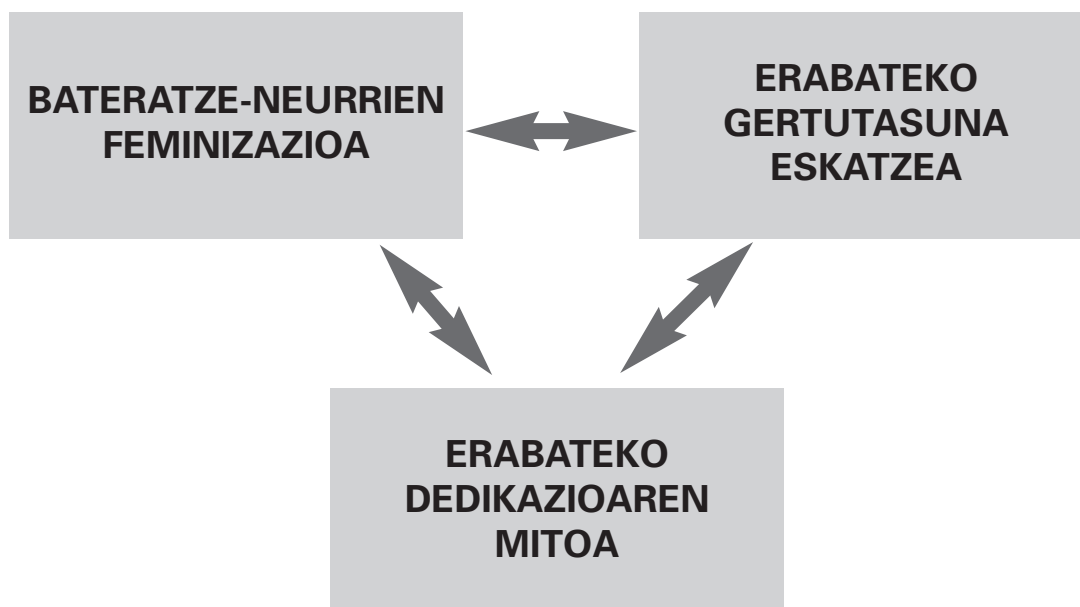 BATERATZE-NEURRIEN
FEMINIZAZIOA
ERABATEKO
GERTUTASUNA
ESKATZEA
ERABATEKO
DEDIKAZIOAREN
MITOA